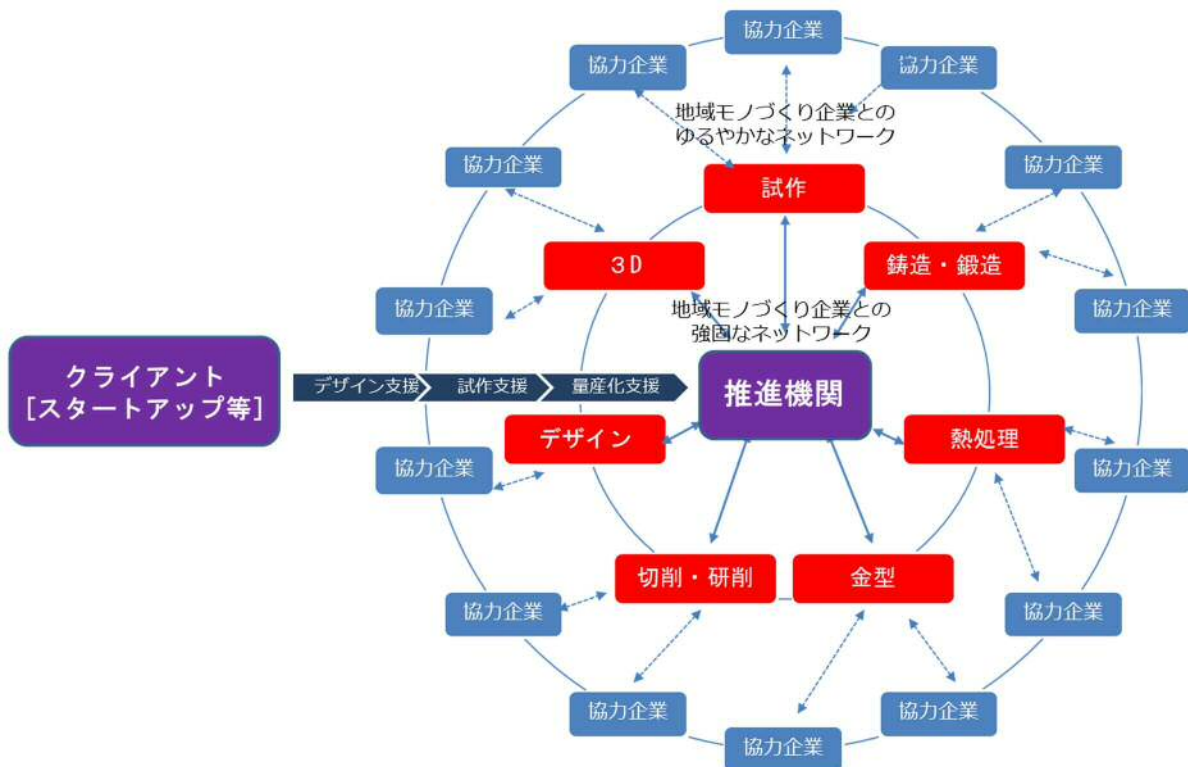 協力企業
協力企業
協力企業
地域モノづくり企業との
ゆるやかなネットワーク
協力企業
協力企業
試作
3D
鋳造・鍛造
協力企業
協力企業
地域モノづくり企業との
強固なネットワーク
クライアント
[スタートアップ等]
デザイン支援
試作支援
量産化支援
推進機関
デザイン
熱処理
協力企業
協力企業
切削・研削
金型
協力企業
協力企業
協力企業
協力企業
協力企業